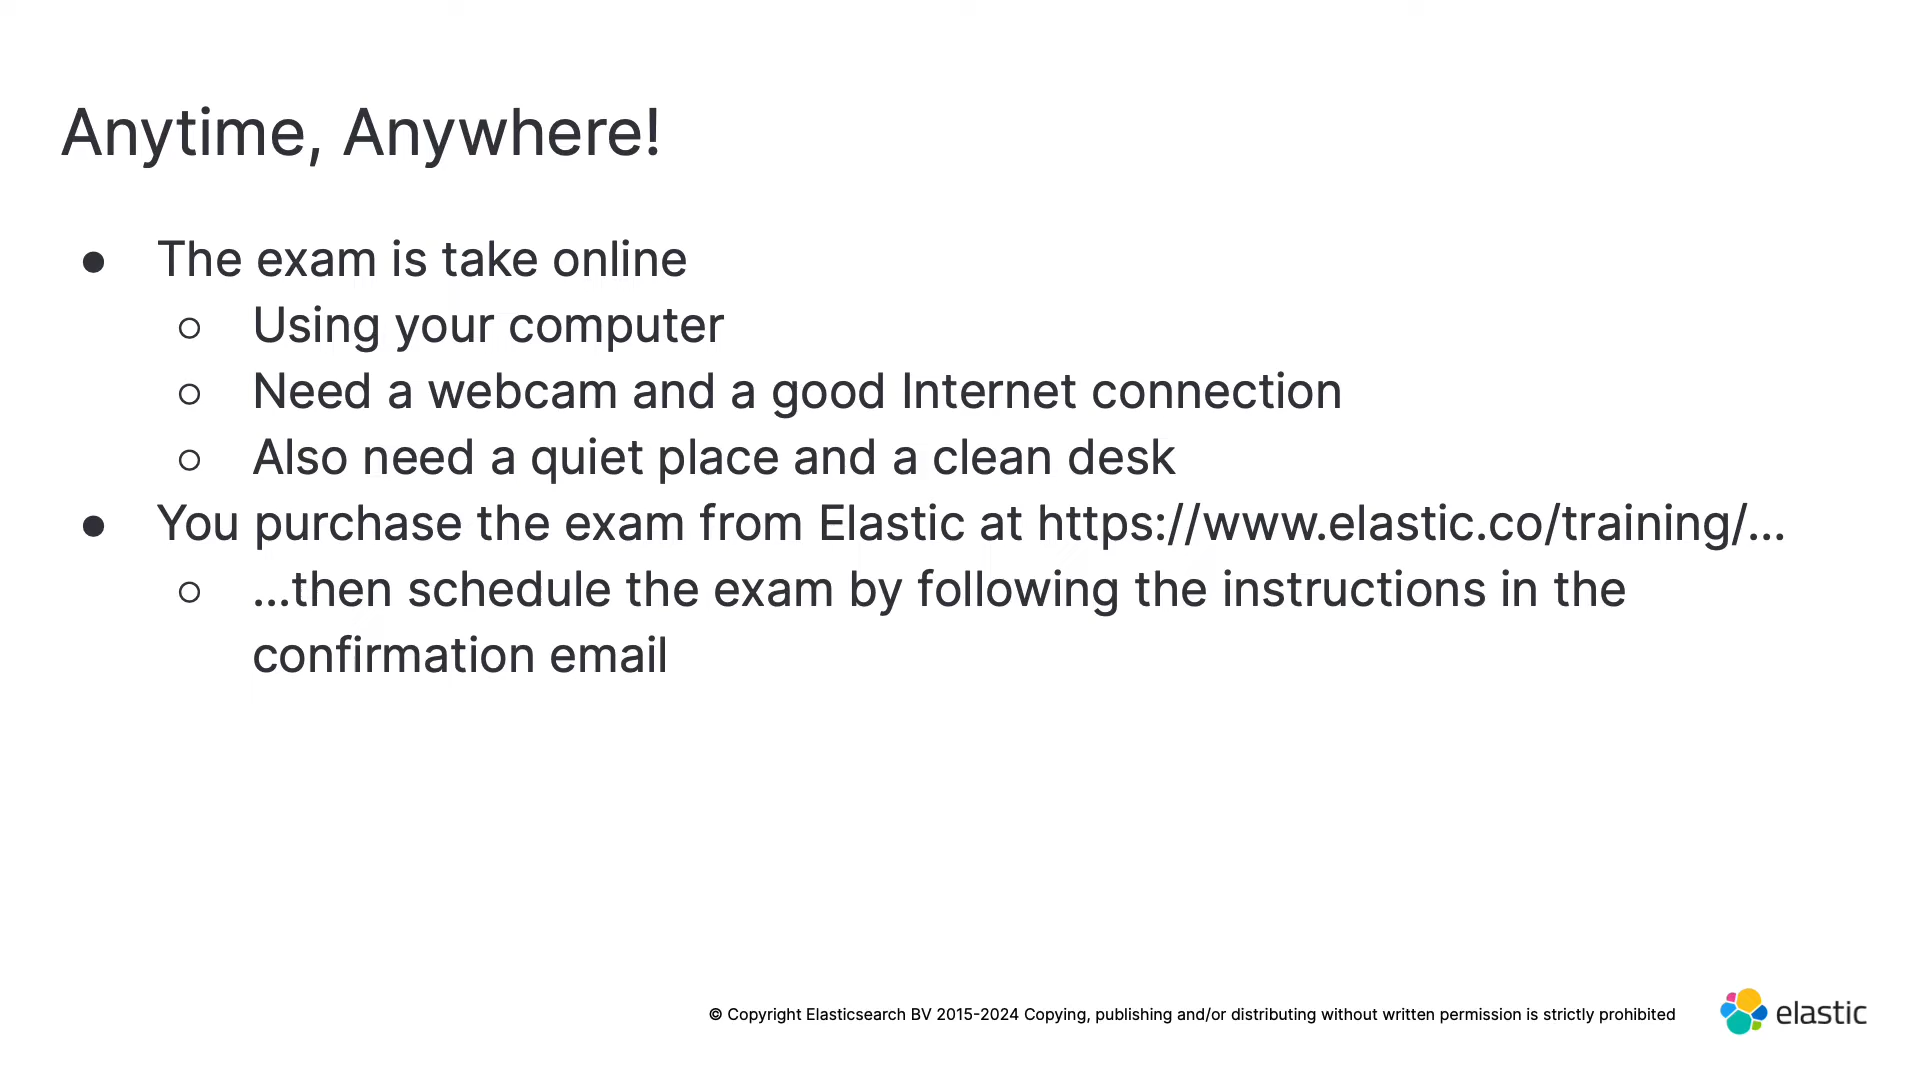 Anytime, Anywhere!
● The exam is take online
○ Using your computer
○ Need a webcam and a good Internet connection
○ Also need a quiet place and a clean desk
● You purchase the exam from Elastic at https://www.elastic.co/training/...
○ ...then schedule the exam by following the instructions in the
confirmation email
© Copyright Elasticsearch BV 2015-2024 Copying, publishing and/or distributing without written permission is strictly prohibited
elastic